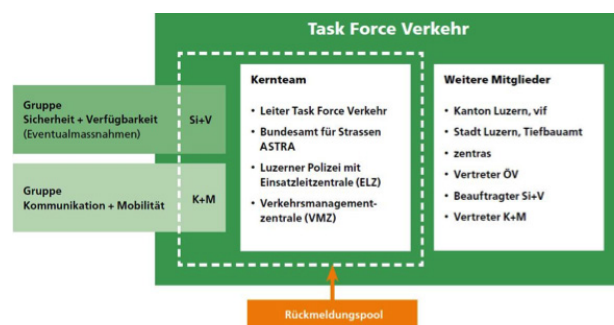 Task Force Verkehr
Gruppe
Sicherheit + Verfügbarkeit
(Eventualmassnahmen)
Si+V
Gruppe
Kommunikation + Mobilität
K+M
Kernteam
• Leiter Task Force Verkehr
• Bundesamt für Strassen
ASTRA
• Luzerner Polizei mit
Einsatzleitzentrale (ELZ)
• Verkehrsmanagement-
zentrale (VMZ)
Weitere Mitglieder
• Kanton Luzern, vif
• Stadt Luzern, Tiefbauamt
• zentras
• Vertreter ÖV
• Beauftragter Si+V
• Vertreter K+M
Rückmeldungspool